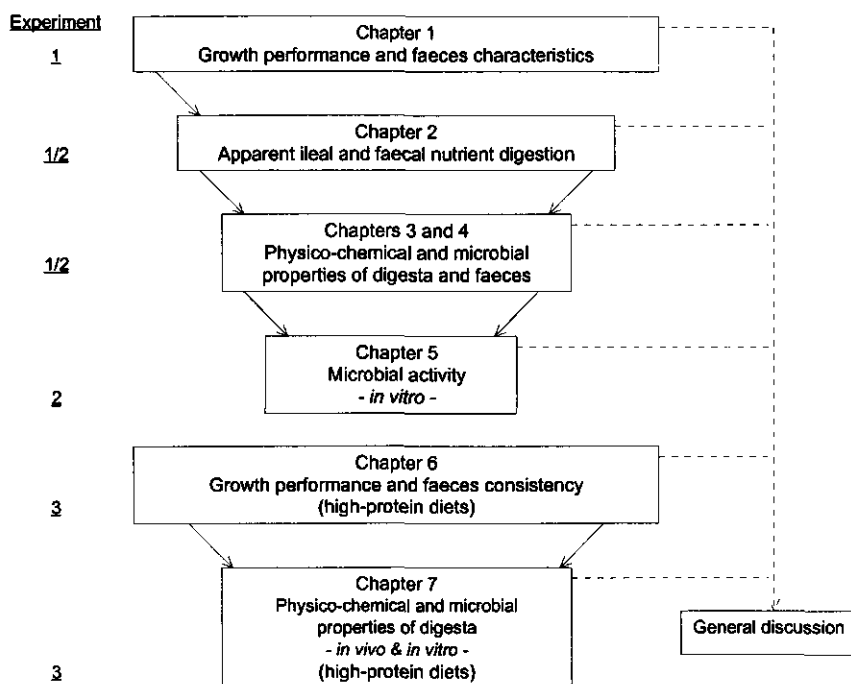 Experiment
Chapter 1
1
Growth performance and faeces characteristics
Chapter 2
1/2
Apparent ileal and faecal nutrient digestion
Chapters 3 and 4
1/2
Physico-chemical and microbial
properties of digesta and faeces
Chapter 5
Microbial activity
2
- in vitro -
Chapter 6
Growth performance and faeces consistency
3
(high-protein diets)
Chapter 7
Physico-chemical and microbial
properties of digesta
- in vivo & in vitro -
(high-protein diets)
3
General discussion